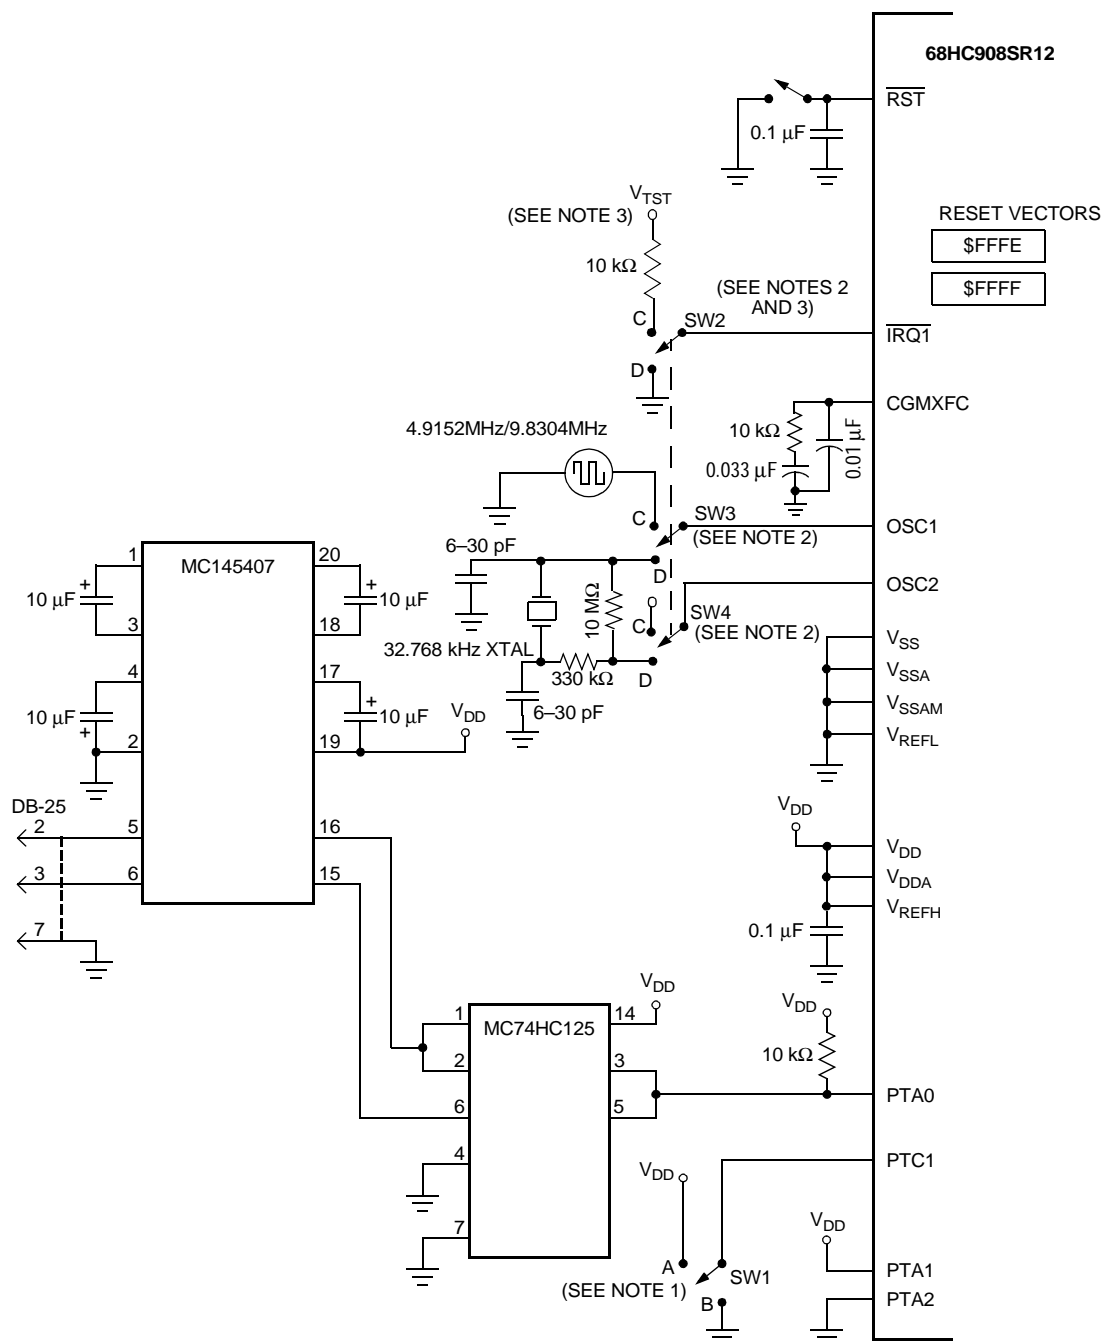 68HC908SR12
RST
0.1 µF
VTST
(SEE NOTE 3)
RESET VECTORS
$FFFE
$FFFF
10 kΩ
(SEE NOTES 2
AND 3)
C
SW2
IRQ1
D
CGMXFC
10 kΩ
0.01 µF
0.033 µF
4.9152MHz/9.8304MHz
C
SW3
OSC1
(SEE NOTE 2)
6–30 pF
D
OSC2
10 MΩ
C
SW4
(SEE NOTE 2)
32.768 kHz XTAL
330 kΩ
D
6–30 pF
MC145407
1
20
10 µF
+
+
10 µF
3
18
4
17
10 µF
+
+
10 µF
VDD
2
19
VSS
VSSA
VSSAM
VREFL
DB-25
2
5
16
3
6
15
7
VDD
VDD
VDDA
VREFH
0.1 µF
VDD
1
MC74HC125
14
2
3
6
5
4
7
VDD
10 kΩ
PTA0
PTC1
VDD
A
SW1
(SEE NOTE 1)
B
VDD
PTA1
PTA2